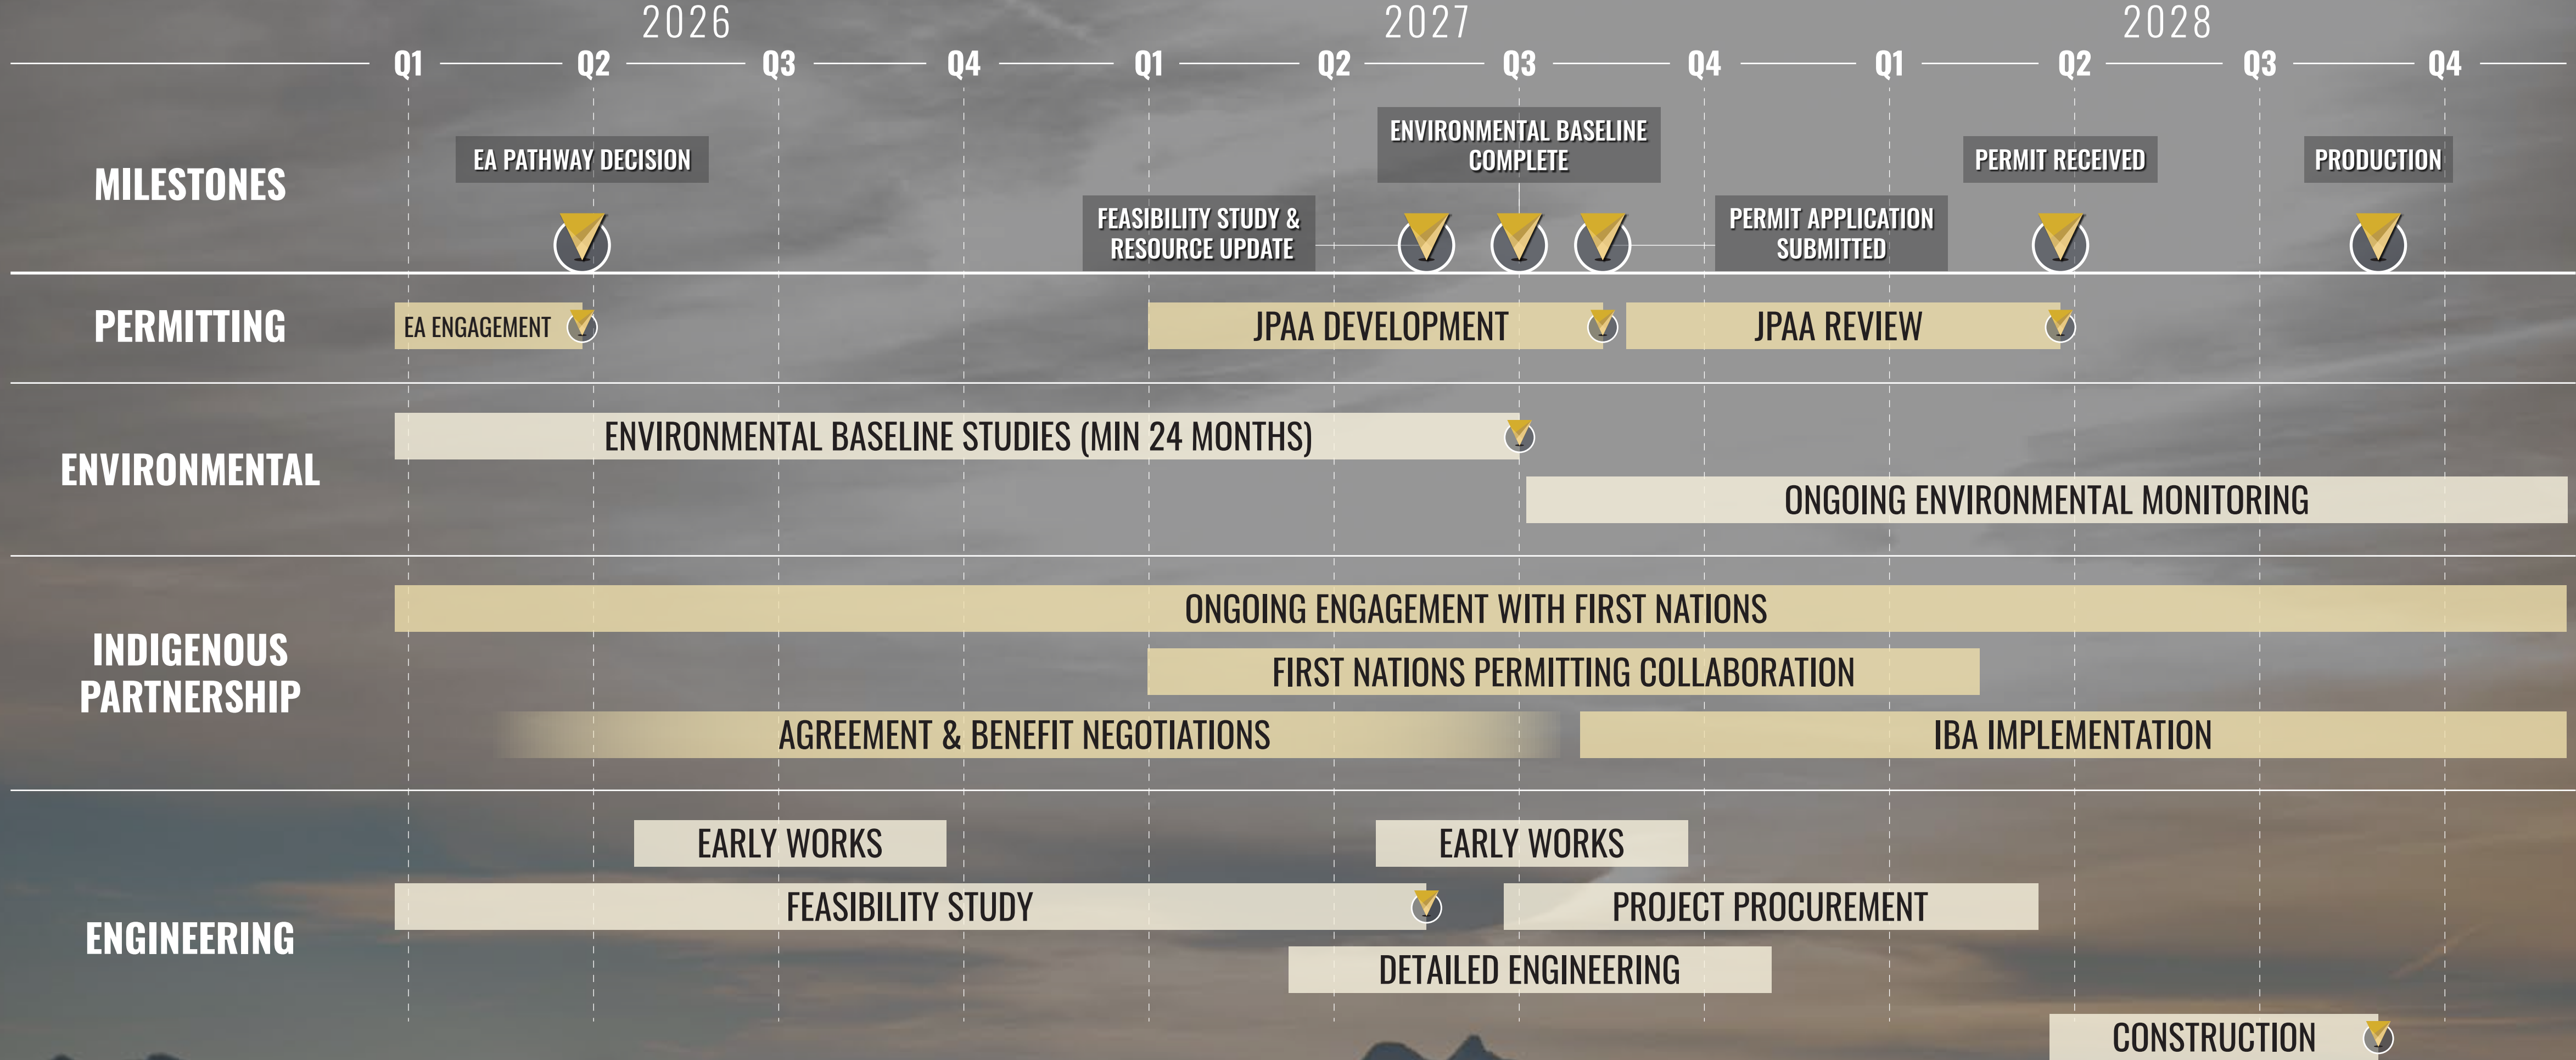 2026 2027 2028
Q1 Q2 Q3 Q4 Q1 Q2 Q3 Q4 Q1 Q2 Q3 Q4
MILESTONES
EA PATHWAY DECISION
FEASIBILITY STUDY &
RESOURCE UPDATE
ENVIRONMENTAL BASELINE
COMPLETE
PERMIT APPLICATION
SUBMITTED
PERMIT RECEIVED
PRODUCTION
PERMITTING
EA ENGAGEMENT
JPAA DEVELOPMENT
JPAA REVIEW
ENVIRONMENTAL
ENVIRONMENTAL BASELINE STUDIES (MIN 24 MONTHS)
ONGOING ENVIRONMENTAL MONITORING
INDIGENOUS
PARTNERSHIP
ONGOING ENGAGEMENT WITH FIRST NATIONS
FIRST NATIONS PERMITTING COLLABORATION
AGREEMENT & BENEFIT NEGOTIATIONS
IBA IMPLEMENTATION
ENGINEERING
EARLY WORKS
EARLY WORKS
FEASIBILITY STUDY
PROJECT PROCUREMENT
DETAILED ENGINEERING
CONSTRUCTION